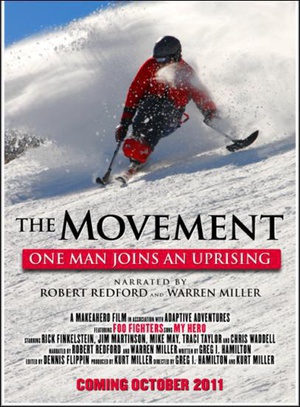 THE MOVEMENT
ONE MAN JOINS AN UPRISING
NARRATED BY
ROBERT REDFORD AND WARREN MILLER
A MAKEAHERO FILM IN ASSOCIATION WITH ADAPTIVE ADVENTURES
FEATURING FOO FIGHTERS SONG MY HERO
STARRING RICK FINKELSTEIN, JIM MARTINSON, MIKE MAY, TRACI TAYLOR AND CHRIS WADDELL
NARRATED BY ROBERT REDFORD AND WARREN MILLER WRITTEN BY GREG I. HAMILTON
EDITED BY DENNIS FLIPPIN PRODUCED BY KURT MILLER DIRECTED BY GREG I. HAMILTON AND KURT MILLER
COMING OCTOBER 2011